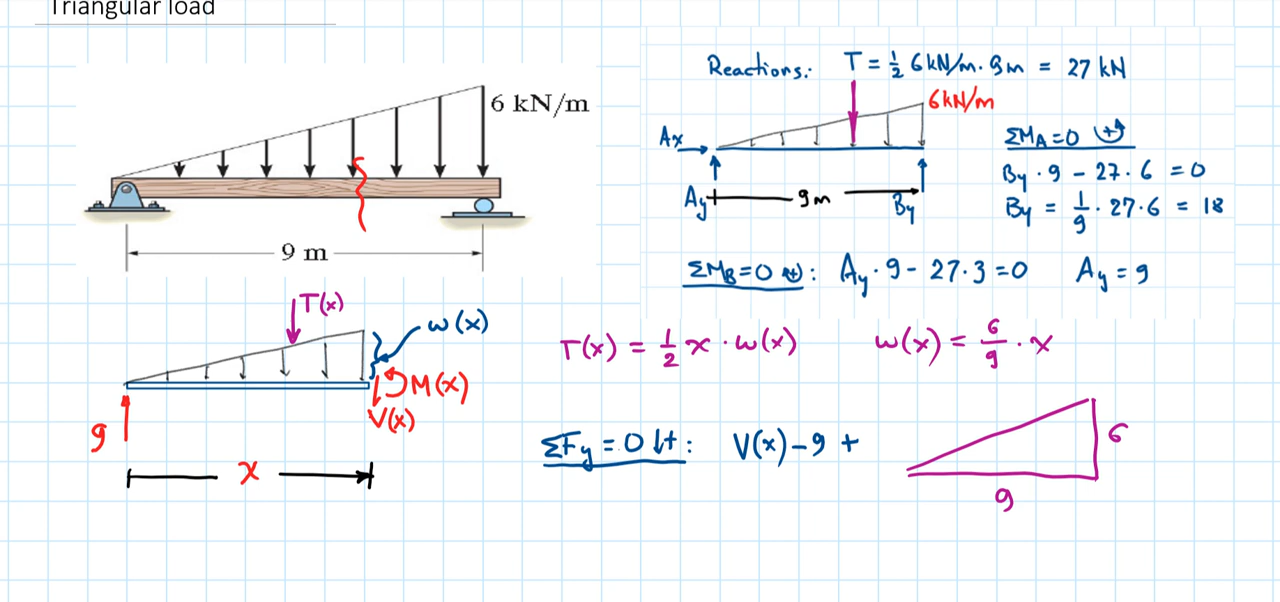 Triangular load
6 kN/m
9 m
Reactions: T = ½ 6 kN/m · 9m = 27 kN
6kN/m
Ax
Ay
9m
By
ΣMA=0 (+)
By · 9 - 27 · 6 = 0
By = 1/9 · 27 · 6 = 18
ΣMB=0 (+): Ay · 9 - 27 · 3 = 0 Ay = 9
T(x)
w(x)
M(x)
V(x)
9
x
T(x) = ½ x · w(x) w(x) = 6/9 · x
ΣFy = 0 ↓+: V(x) - 9 +
6
9